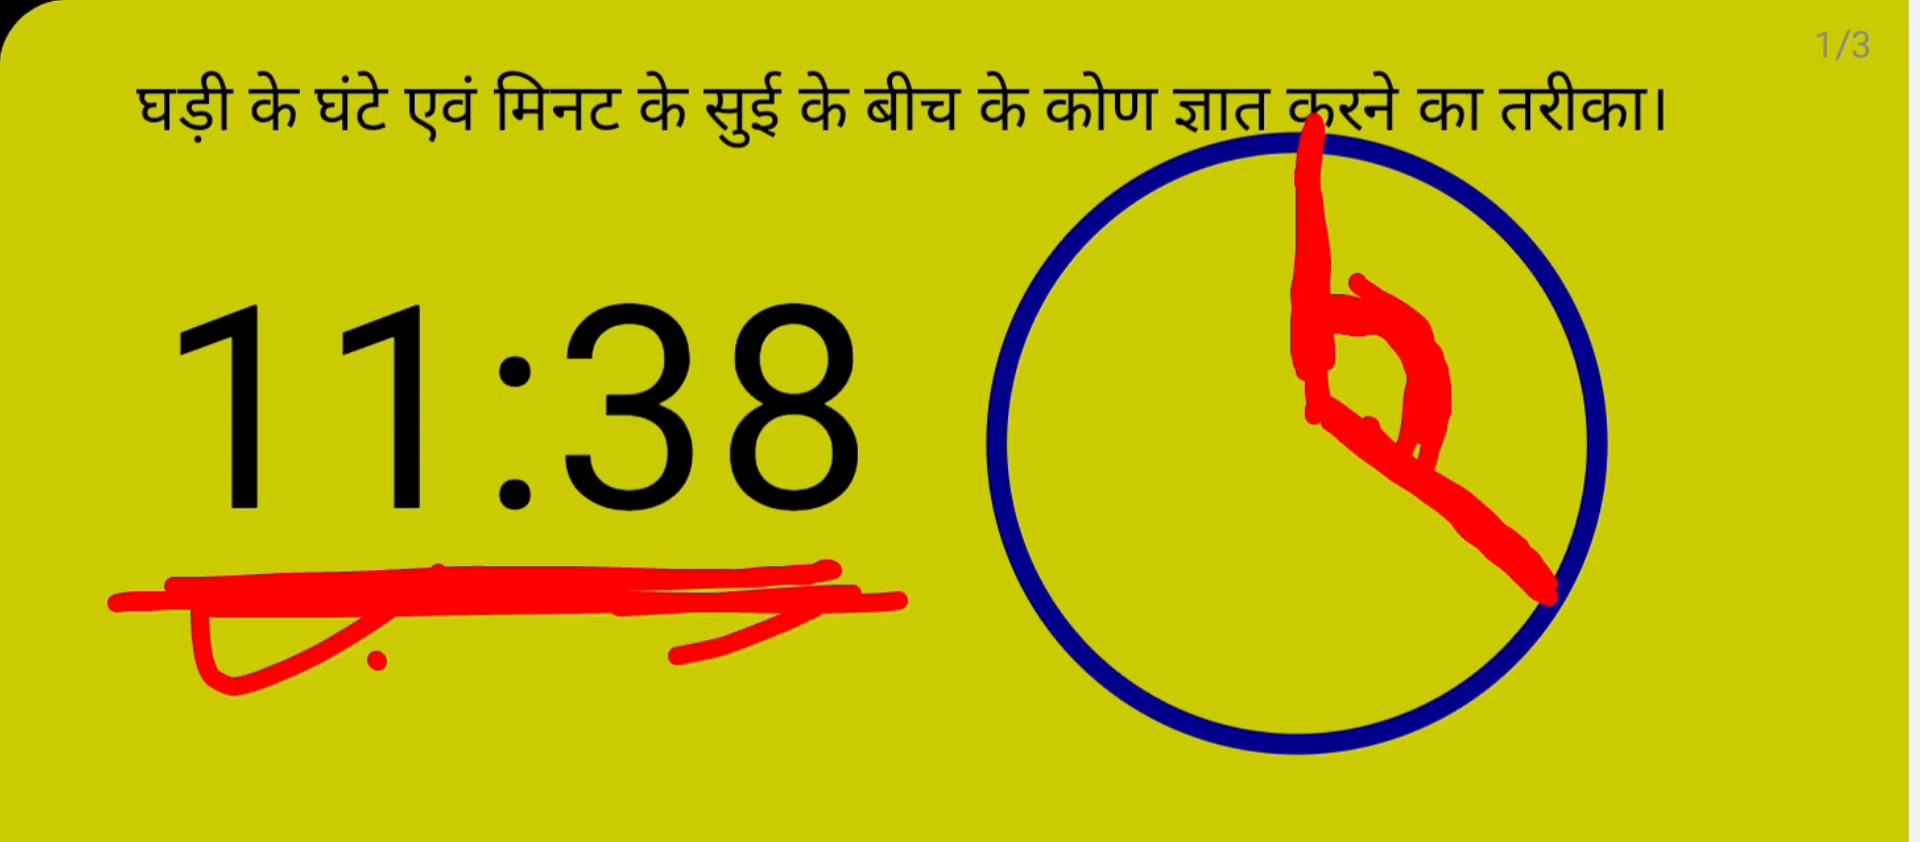 1/3
घड़ी के घंटे एवं मिनट के सुई के बीच के कोण ज्ञात करने का तरीका।
11:38